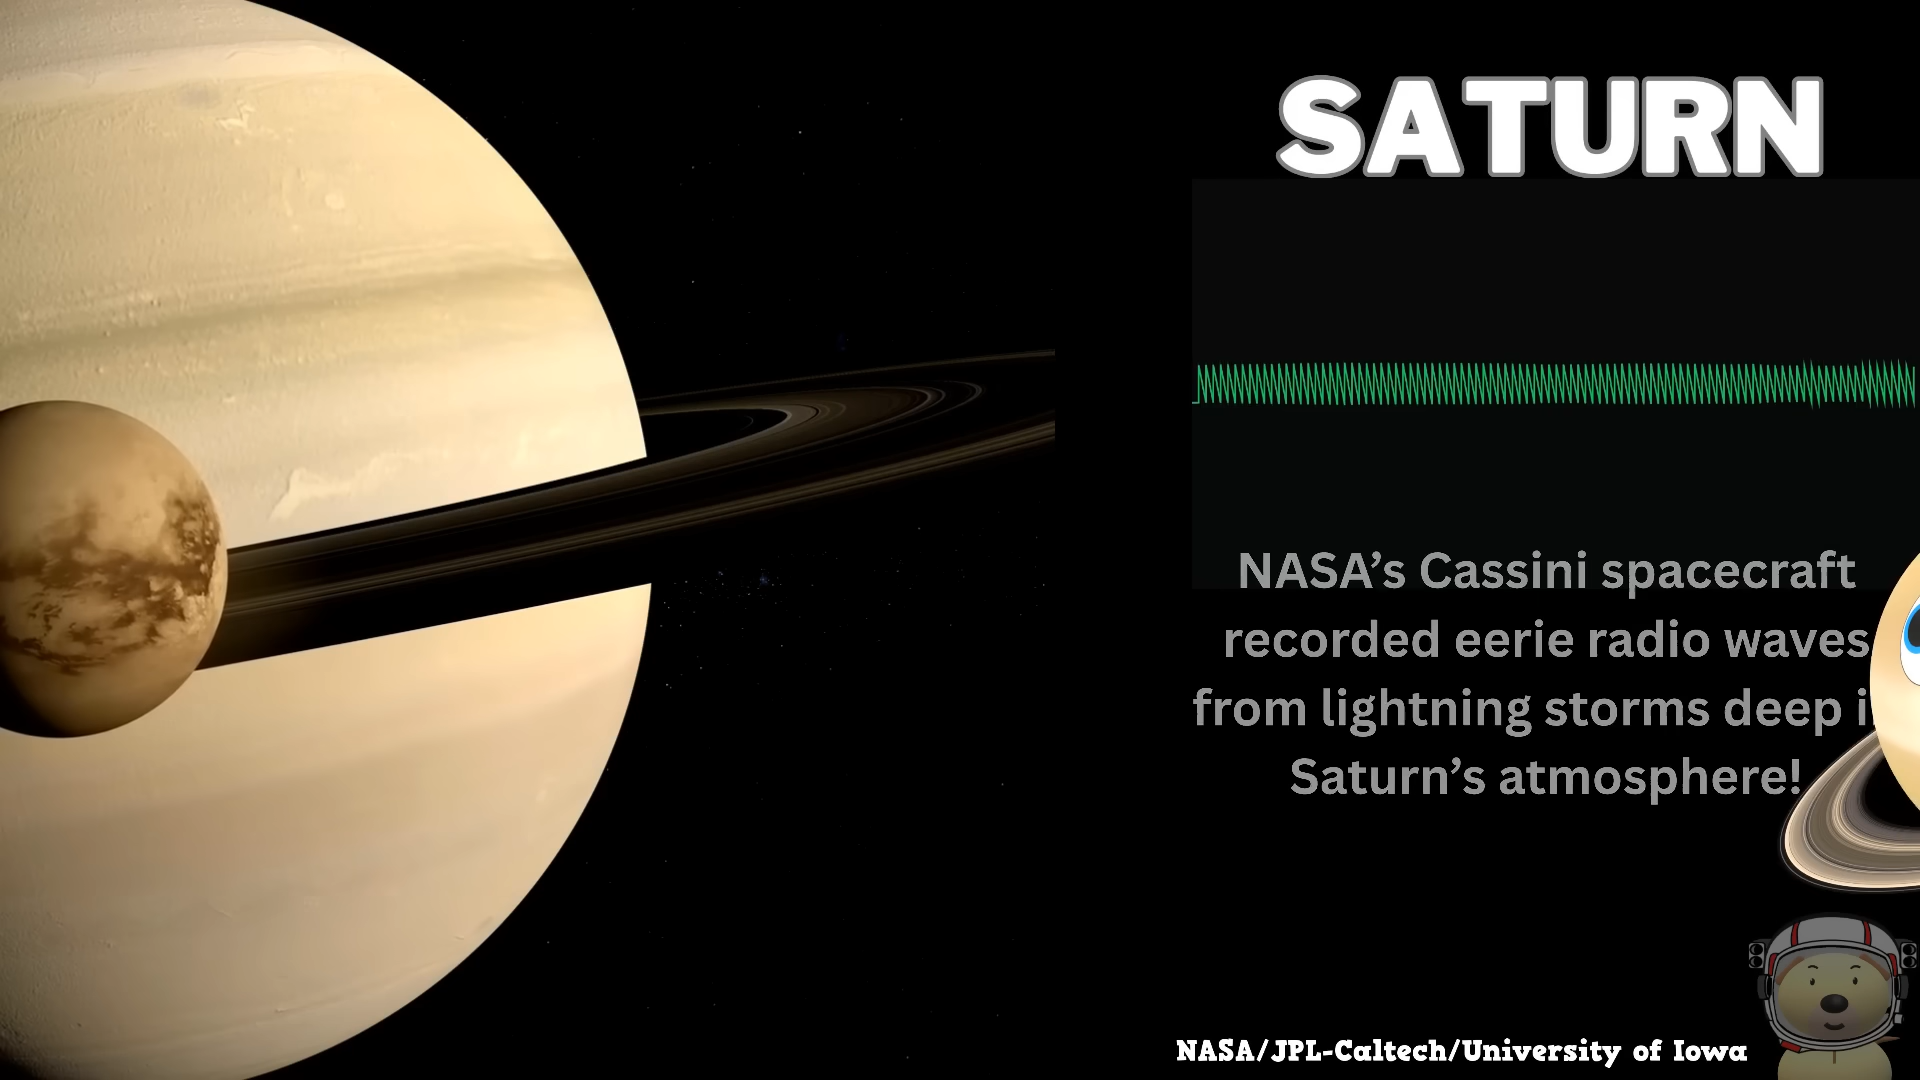 SATURN
NASA’s Cassini spacecraft
recorded eerie radio waves
from lightning storms deep
Saturn’s atmosphere!
NASA/JPL-Caltech/University of Iowa